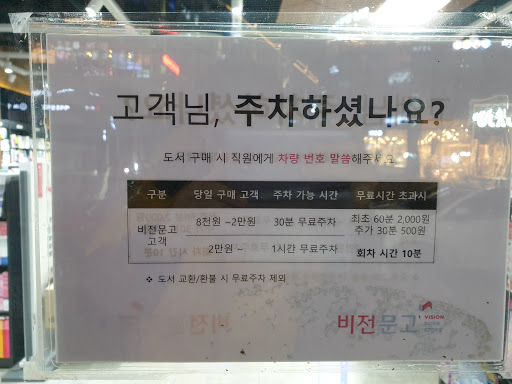 고객님, 주차하셨나요?
도서 구매 시 직원에게 차량 번호 말씀해주세요
구분 당일 구매 고객 주차 가능 시간 무료시간 초과시
비전문고 고객 8천원 ~2만원 30분 무료주차 최초 60분 2,000원
추가 30분 500원
2만원 ~ 1시간 무료주차 회차 시간 10분
❖ 도서 교환/환불 시 무료주차 제외
비전문고 VISION